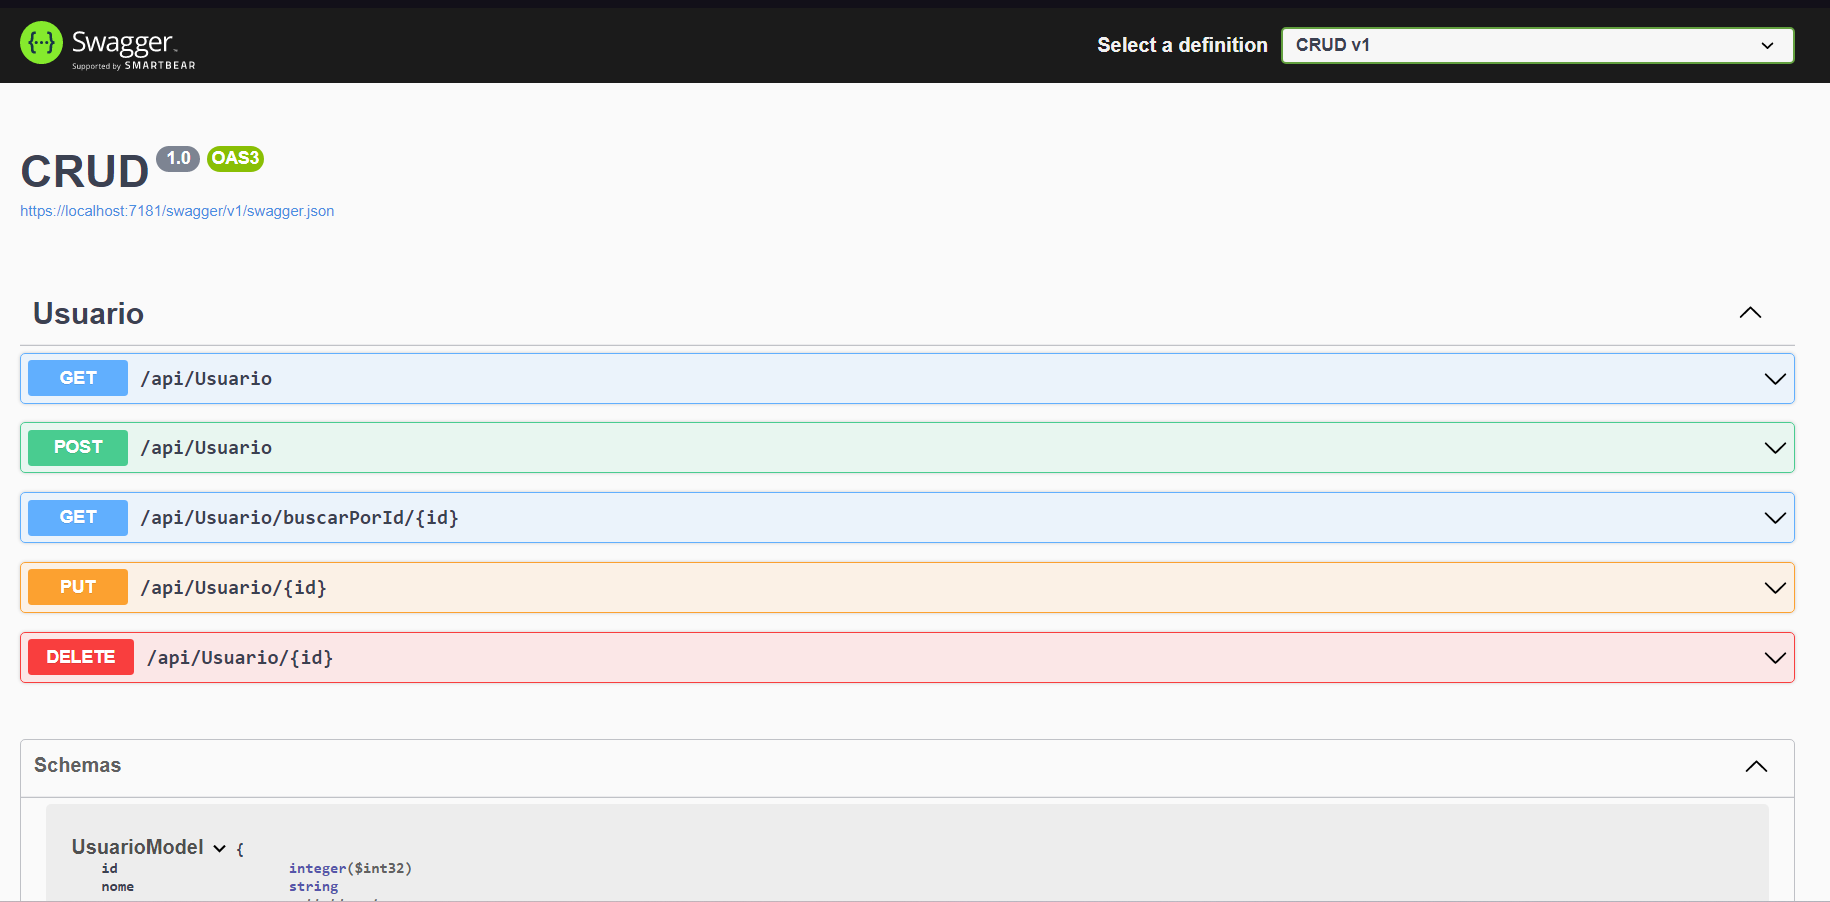 Swagger
Supported by SMARTBEAR
Select a definition
CRUD v1
CRUD 1.0 OAS3
https://localhost:7181/swagger/v1/swagger.json
Usuario
GET /api/Usuario
POST /api/Usuario
GET /api/Usuario/buscarPorId/{id}
PUT /api/Usuario/{id}
DELETE /api/Usuario/{id}
Schemas
UsuarioModel {
id integer($int32)
nome string